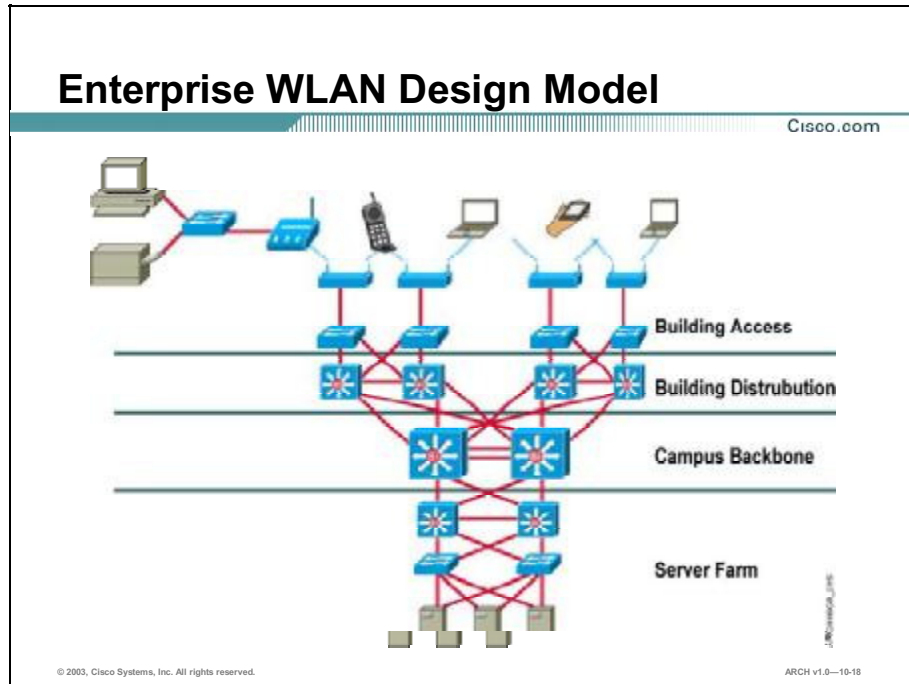 Enterprise WLAN Design Model
Cisco.com
Building Access
Building Distrubution
Campus Backbone
Server Farm
© 2003, Cisco Systems, Inc. All rights reserved.
ARCH v1.0—10-18